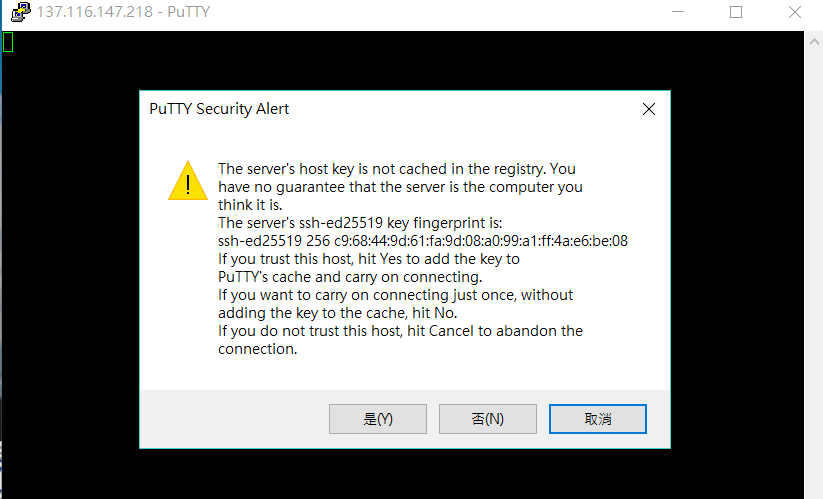 137.116.147.218 - PuTTY
PuTTY Security Alert
The server's host key is not cached in the registry. You
have no guarantee that the server is the computer you
think it is.
The server's ssh-ed25519 key fingerprint is:
ssh-ed25519 256 c9:68:44:9d:61:fa:9d:08:a0:99:a1:ff:4a:e6:be:08
If you trust this host, hit Yes to add the key to
PuTTY's cache and carry on connecting.
If you want to carry on connecting just once, without
adding the key to the cache, hit No.
If you do not trust this host, hit Cancel to abandon the
connection.
是(Y)
否(N)
取消